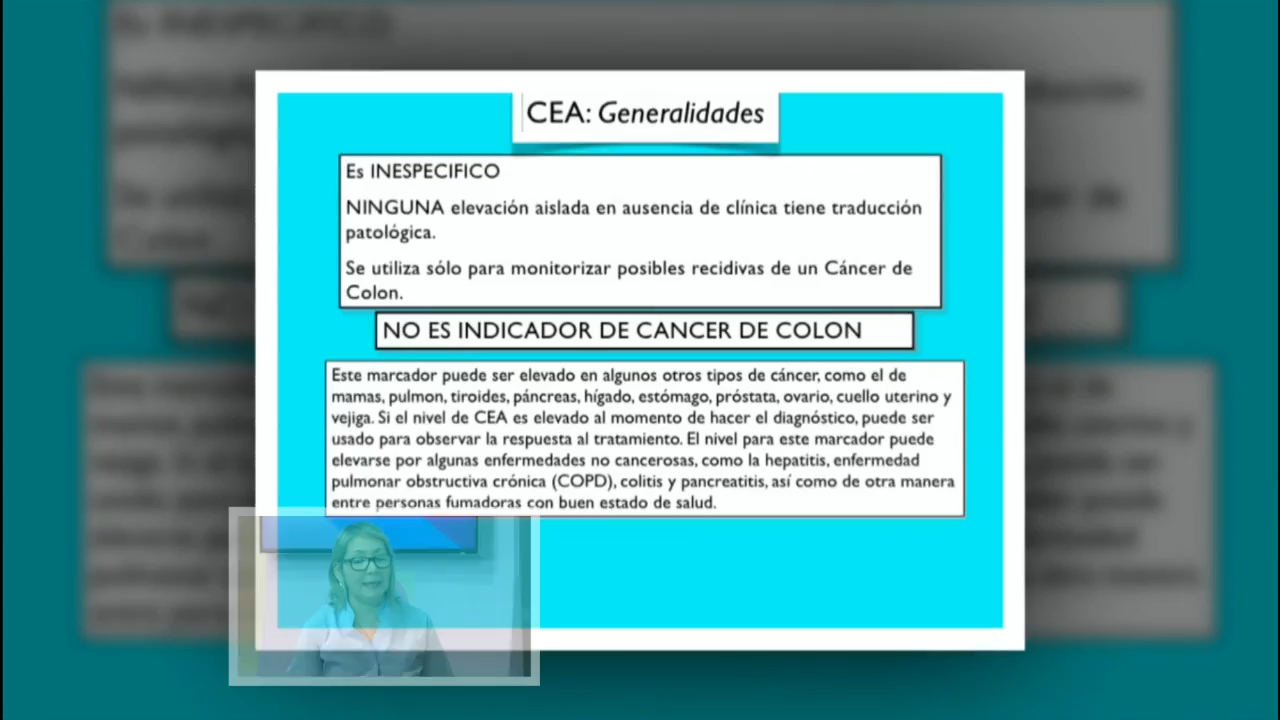 CEA: Generalidades
Es INESPECIFICO
NINGUNA elevación aislada en ausencia de clínica tiene traducción
patológica.
Se utiliza sólo para monitorizar posibles recidivas de un Cáncer de
Colon.
NO ES INDICADOR DE CANCER DE COLON
Este marcador puede ser elevado en algunos otros tipos de cáncer, como el de
mamas, pulmon, tiroides, páncreas, hígado, estómago, próstata, ovario, cuello uterino y
vejiga. Si el nivel de CEA es elevado al momento de hacer el diagnóstico, puede ser
usado para observar la respuesta al tratamiento. El nivel para este marcador puede
elevarse por algunas enfermedades no cancerosas, como la hepatitis, enfermedad
pulmonar obstructiva crónica (COPD), colitis y pancreatitis, así como de otra manera
entre personas fumadoras con buen estado de salud.